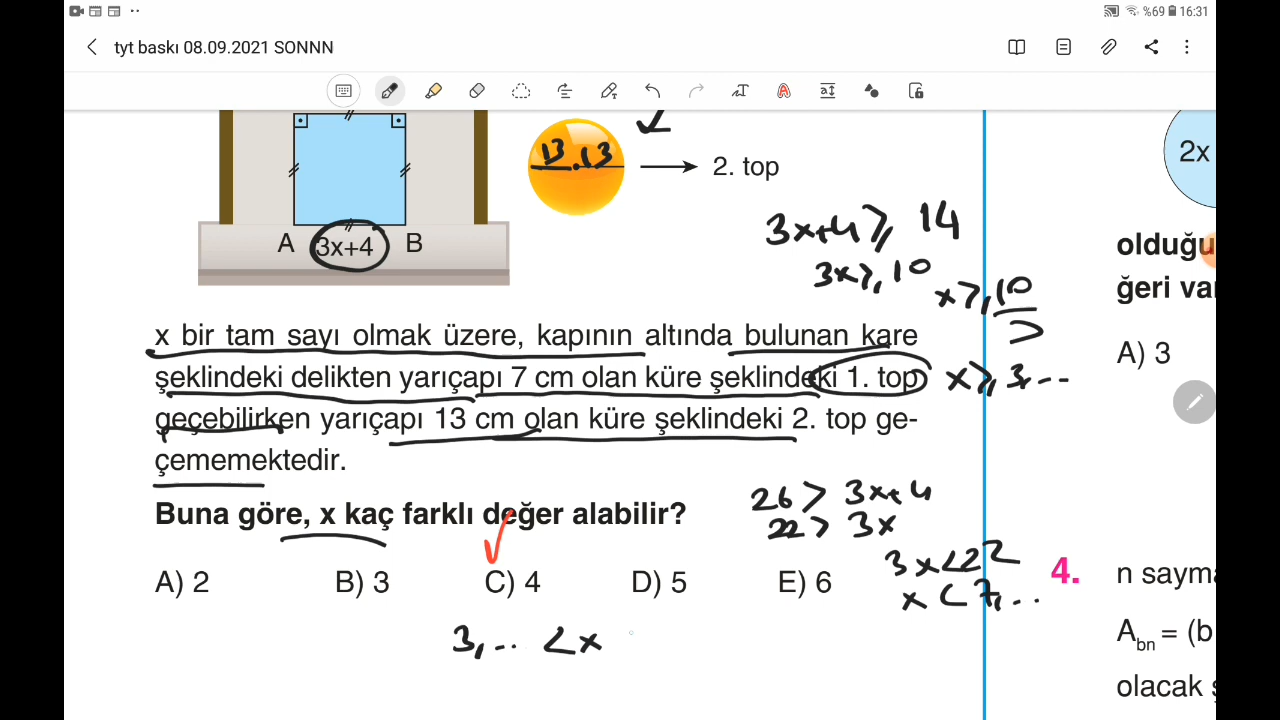 %69 16:31
tyt baskı 08.09.2021 SONNN
13.13
2. top
2x
A 3x+4 B
3x+4 ⩾ 14
3x ⩾ 10
x ⩾ 10
3
olduğu
ğeri var
x bir tam sayı olmak üzere, kapının altında bulunan kare
şeklindeki delikten yarıçapı 7 cm olan küre şeklindeki 1. top
x ⩾ 3,...
A) 3
geçebilirken yarıçapı 13 cm olan küre şeklindeki 2. top ge-
çememektedir.
Buna göre, x kaç farklı değer alabilir?
26 > 3x+4
22 > 3x
3x < 22
x < 7,...
A) 2 B) 3 C) 4 D) 5 E) 6
3,... < x
4. n sayma
Abn = (b
olacak ş